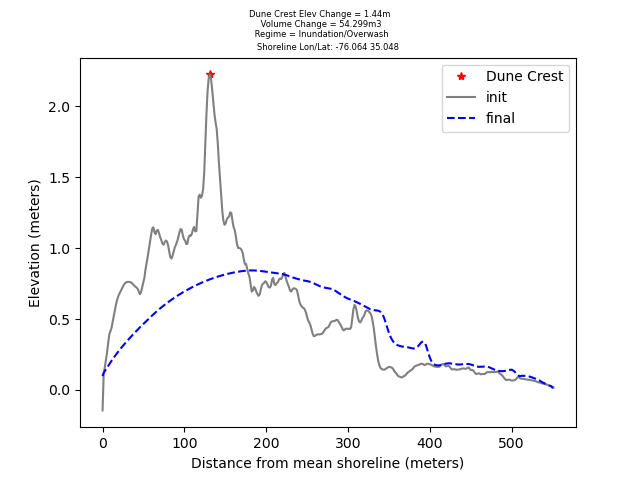 Dune Crest Elev Change = 1.44m
Volume Change = 54.299m3
Regime = Inundation/Overwash
Shoreline Lon/Lat: -76.064 35.048
Dune Crest
init
final
2.0
1.5
1.0
0.5
0.0
Elevation (meters)
0 100 200 300 400 500
Distance from mean shoreline (meters)